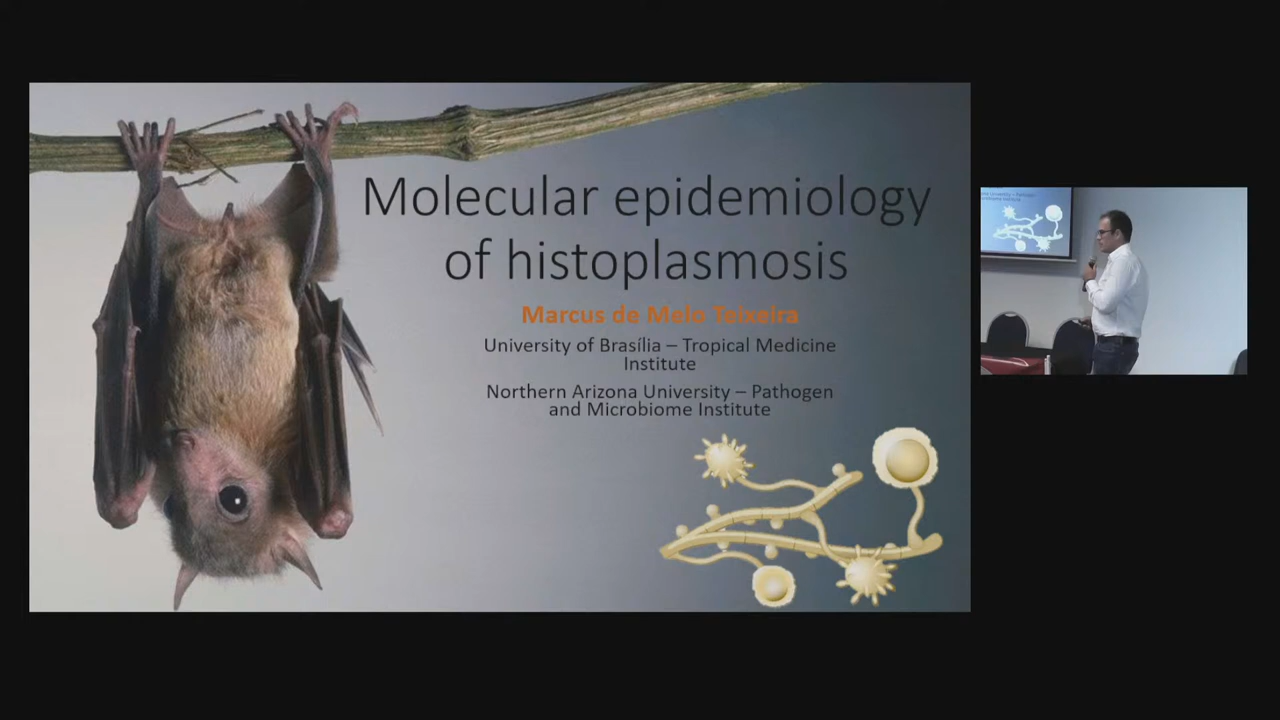 Molecular epidemiology
of histoplasmosis
Marcus de Melo Teixeira
University of Brasília – Tropical Medicine
Institute
Northern Arizona University – Pathogen
and Microbiome Institute